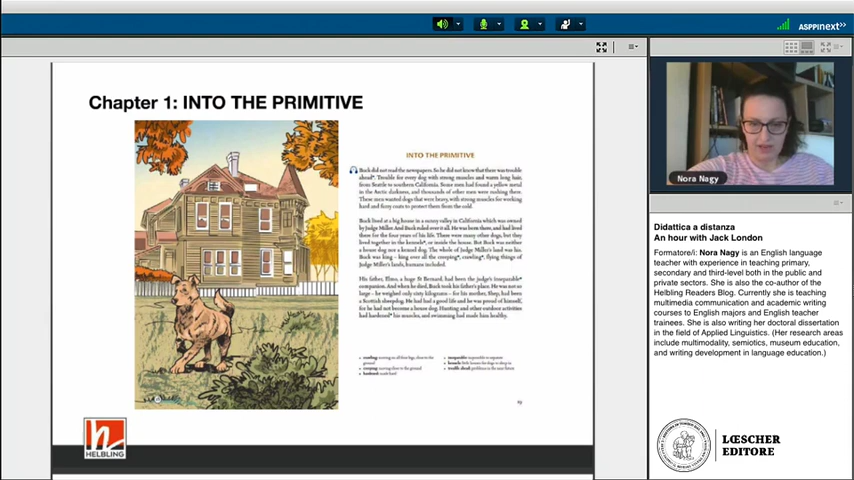 ASPPInext>>
Chapter 1: INTO THE PRIMITIVE
INTO THE PRIMITIVE
Buck did not read the newspapers. So he did not know that there was trouble
ahead*. Trouble for every dog with strong muscles and warm long hair,
from Seattle to southern California. Some men had found a yellow metal
in the Arctic darkness, and thousands of other men were rushing there.
These men wanted dogs that were heavy, with strong muscles for working
hard and furry coats to protect them from the cold.
Buck lived at a big house in a sunny valley in California which was owned
by Judge Miller. And Buck ruled over it all. He was born there, and had lived
there for the four years of his life. There were many other dogs, but they
lived together in the kennels*, or inside the house. But Buck was neither
a house dog nor a kennel dog. The whole of Judge Miller's land was his.
Buck was king – king over all the creeping*, crawling*, flying things of
Judge Miller's land, humans included.
His father, Elmo, a huge St Bernard, had been the judge's inseparable*
companion. And when he died, Buck took his father's place. He was not so
large – he weighed only sixty kilograms – for his mother, Shep, had been
a Scottish sheepdog. He had had a good life and he was proud of himself,
for he had not become a house dog. Hunting and other outdoor activities
had hardened* his muscles, and swimming had made him healthy.
h
HELBLING
Nora Nagy
Didattica a distanza
An hour with Jack London
Formatore/i: Nora Nagy is an English language
teacher with experience in teaching primary,
secondary and third-level both in the public and
private sectors. She is also the co-author of the
Helbling Readers Blog. Currently she is teaching
multimedia communication and academic writing
courses to English majors and English teacher
trainees. She is also writing her doctoral dissertation
in the field of Applied Linguistics. (Her research areas
include multimodality, semiotics, museum education,
and writing development in language education.)
LŒSCHER
EDITORE